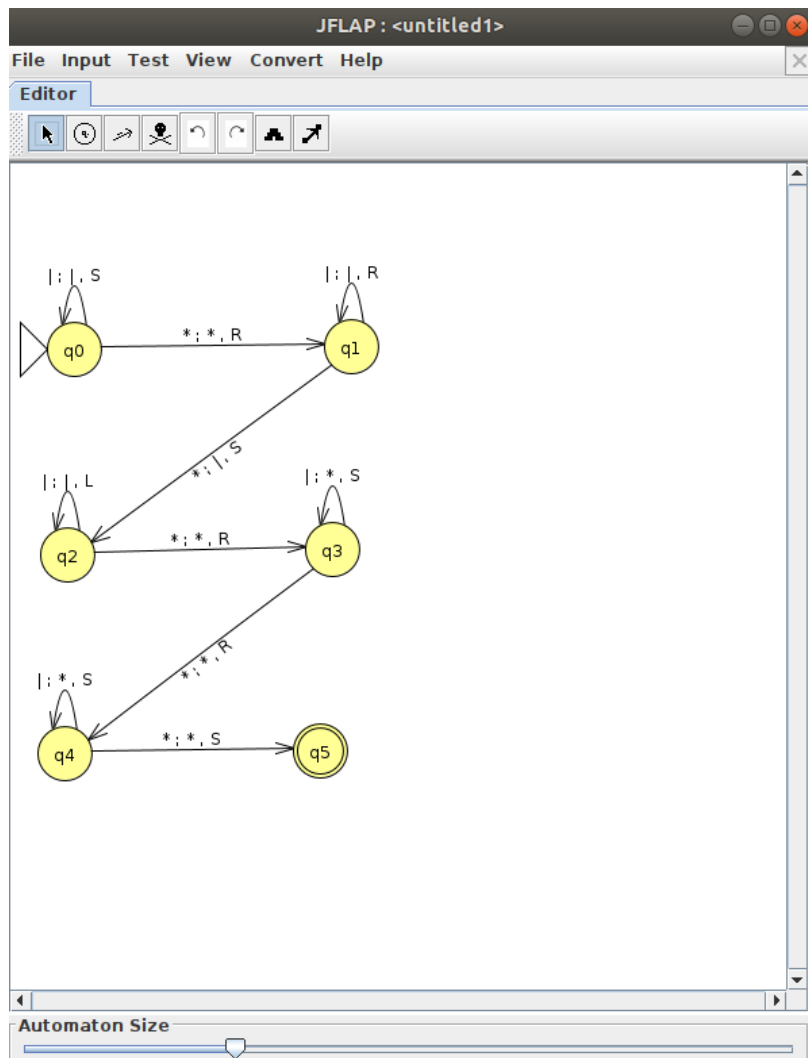 JFLAP : <untitled1>
File Input Test View Convert Help
Editor
| ; | , S
| ; | , R
* ; * , R
q0
q1
* ; | , S
| ; | , L
| ; * , S
* ; * , R
q2
q3
* ; * , R
| ; * , S
* ; * , S
q4
q5
Automaton Size